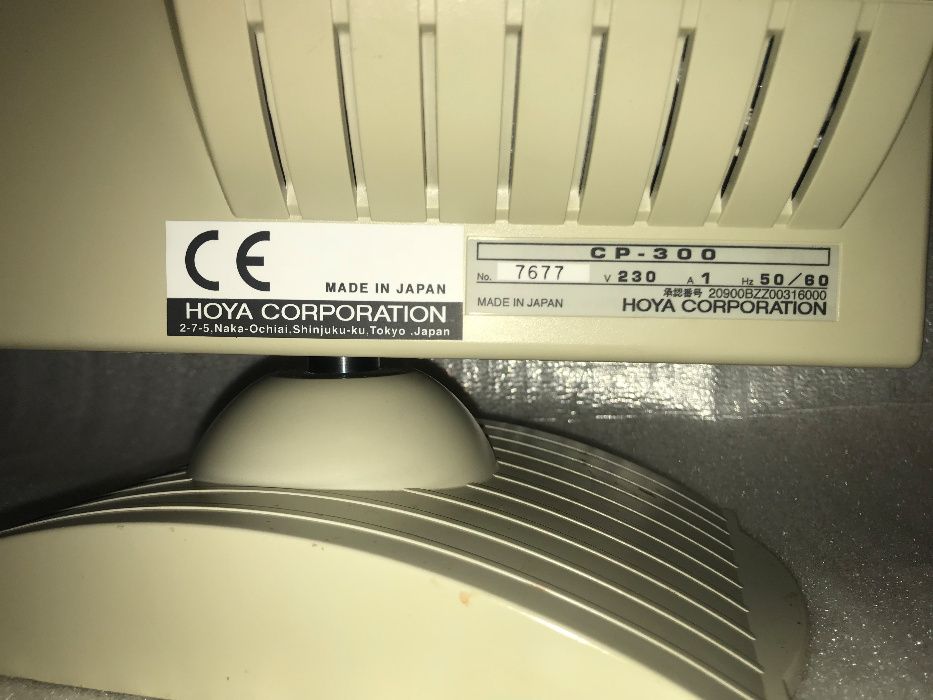 CE
MADE IN JAPAN
HOYA CORPORATION
2-7-5,Naka-Ochiai,Shinjuku-ku,Tokyo ,Japan
CP-300
No. 7677 V 230 A 1 Hz 50/60
承認番号 20900BZZ00316000
MADE IN JAPAN HOYA CORPORATION